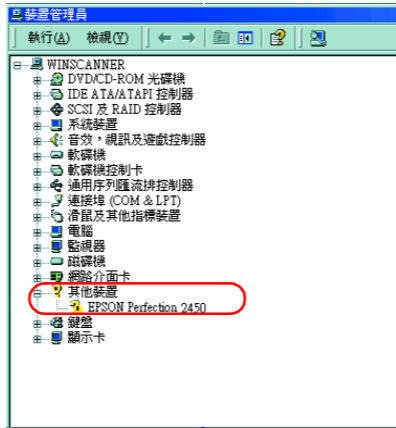 裝置管理員
執行(A) 檢視(V)
WINSCANNER
DVD/CD-ROM 光碟機
IDE ATA/ATAPI 控制器
SCSI 及 RAID 控制器
系統裝置
音效，視訊及遊戲控制器
軟碟機
軟碟機控制卡
通用序列匯流排控制器
連接埠 (COM & LPT)
滑鼠及其他指標裝置
電腦
監視器
磁碟機
網路介面卡
其他裝置
EPSON Perfection 2450
鍵盤
顯示卡